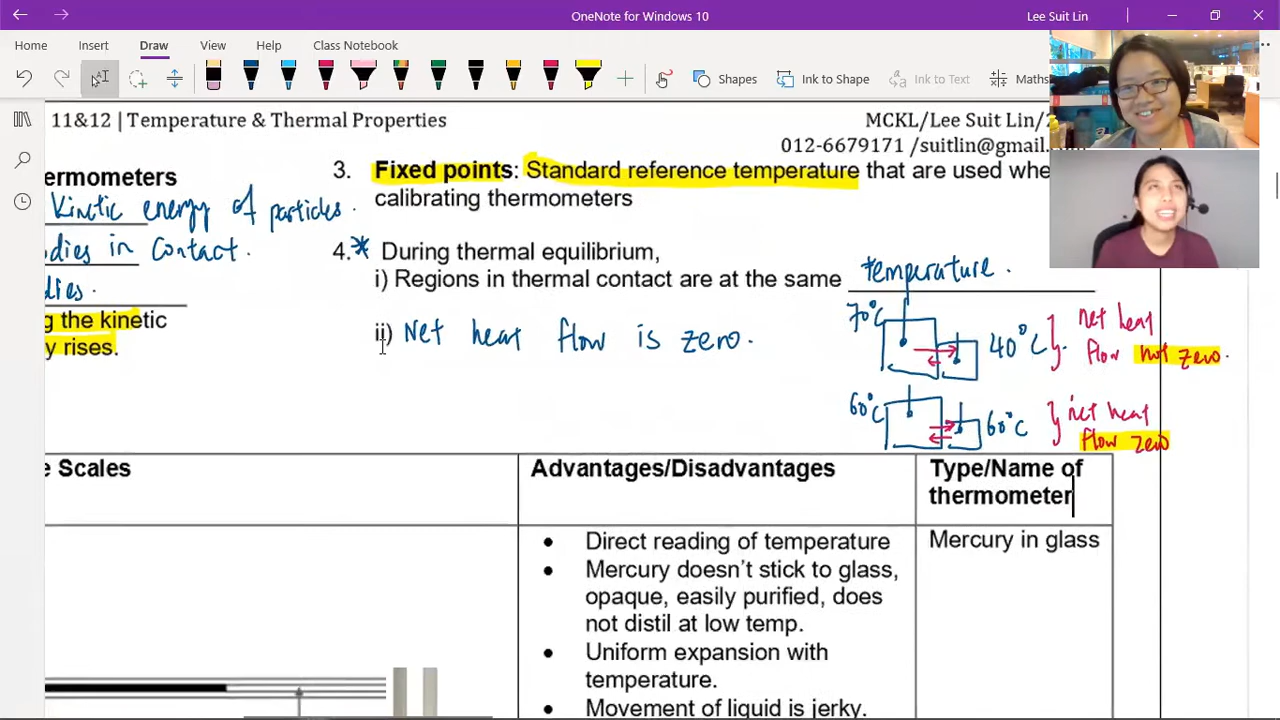 OneNote for Windows 10
Lee Suit Lin
Home Insert Draw View Help Class Notebook
Shapes Ink to Shape Ink to Text Maths
11&12 | Temperature & Thermal Properties
MCKL/Lee Suit Lin/2
012-6679171 /suitlin@gmail.com
ermometers
Kinetic energy of particles.
odies in Contact.
dies.
g the kinetic
y rises.
3. Fixed points: Standard reference temperature that are used whe
calibrating thermometers
4.* During thermal equilibrium,
i) Regions in thermal contact are at the same temperature.
ii) Net heat flow is zero.
70°C 40°C } net heat
flow not zero.
60°C 60°C } net heat
flow zero
e Scales
Advantages/Disadvantages
Type/Name of
thermometer
• Direct reading of temperature
• Mercury doesn't stick to glass,
opaque, easily purified, does
not distil at low temp.
• Uniform expansion with
temperature.
• Movement of liquid is jerky.
Mercury in glass